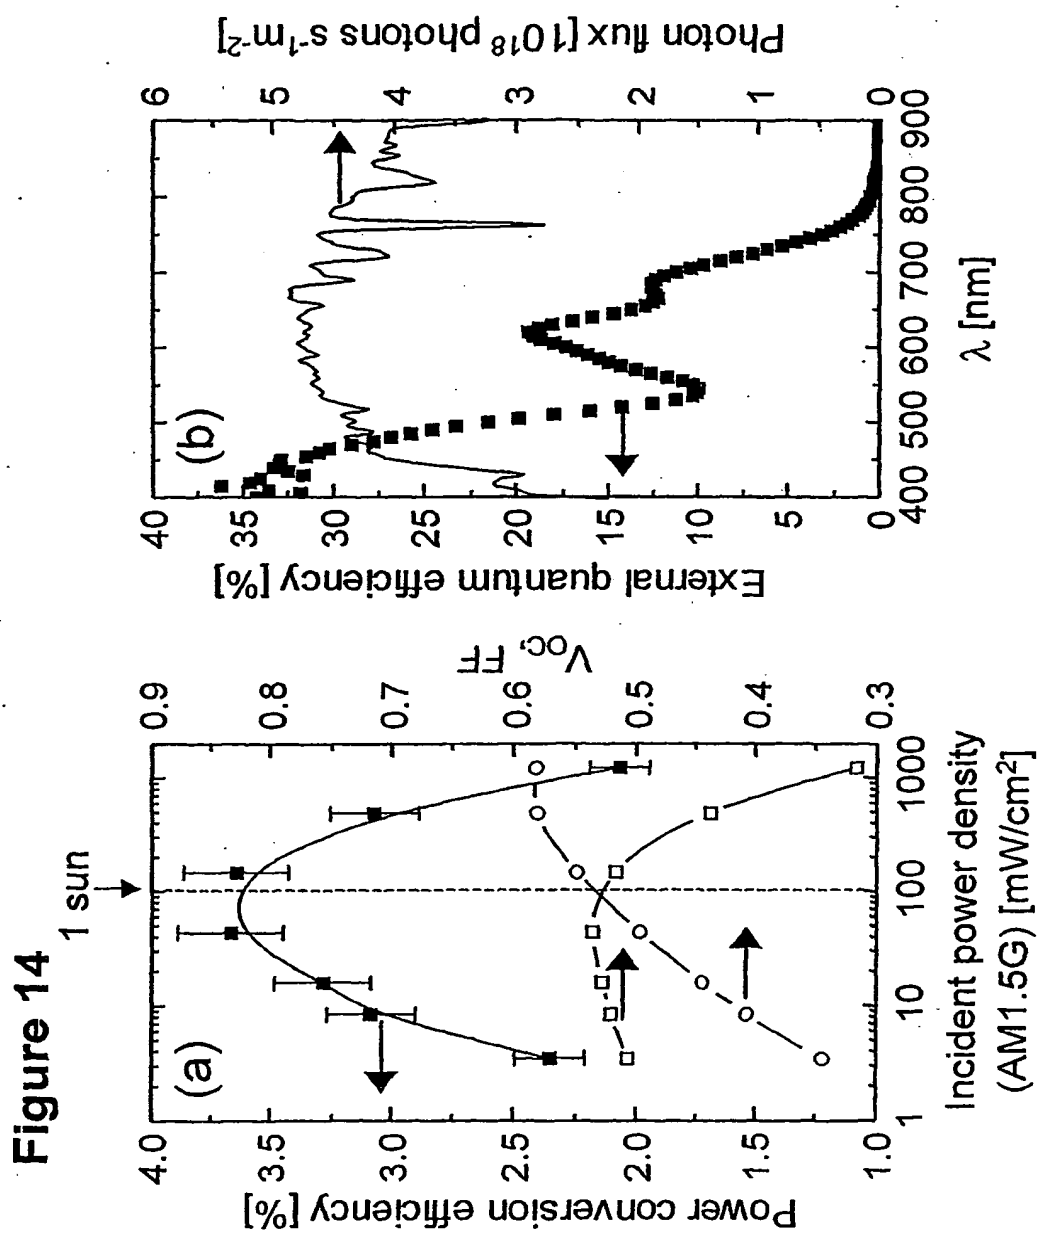 Figure 14
(a)
1 sun
Power conversion efficiency [%]
4.0
3.5
3.0
2.5
2.0
1.5
1.0
V_OC, FF
0.9
0.8
0.7
0.6
0.5
0.4
0.3
1 10 100 1000
Incident power density
(AM1.5G) [mW/cm²]
(b)
External quantum efficiency [%]
40
35
30
25
20
15
10
5
0
Photon flux [10¹⁸ photons s⁻¹m⁻²]
6
5
4
3
2
1
0
400 500 600 700 800 900
λ [nm]